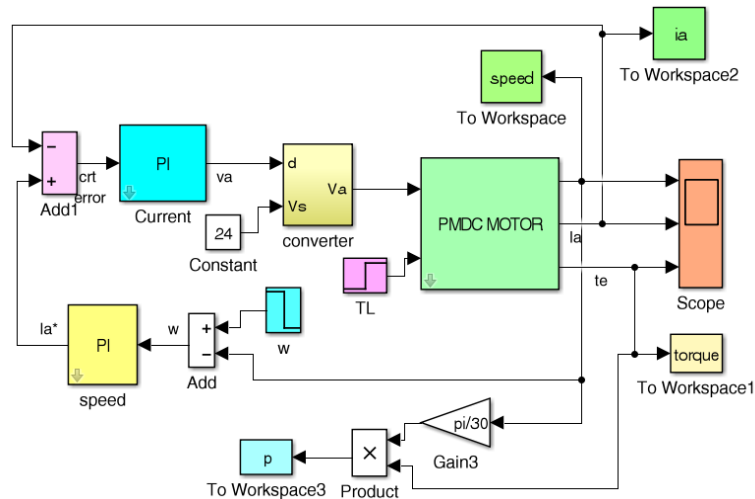 ia
To Workspace2
speed
To Workspace
−
+
Add1
crt
error
PI
Current
va
d
Vs
Va
converter
24
Constant
PMDC MOTOR
Ia
te
Scope
TL
Ia*
PI
speed
w
+
−
Add
w
torque
To Workspace1
pi/30
Gain3
p
To Workspace3
×
Product